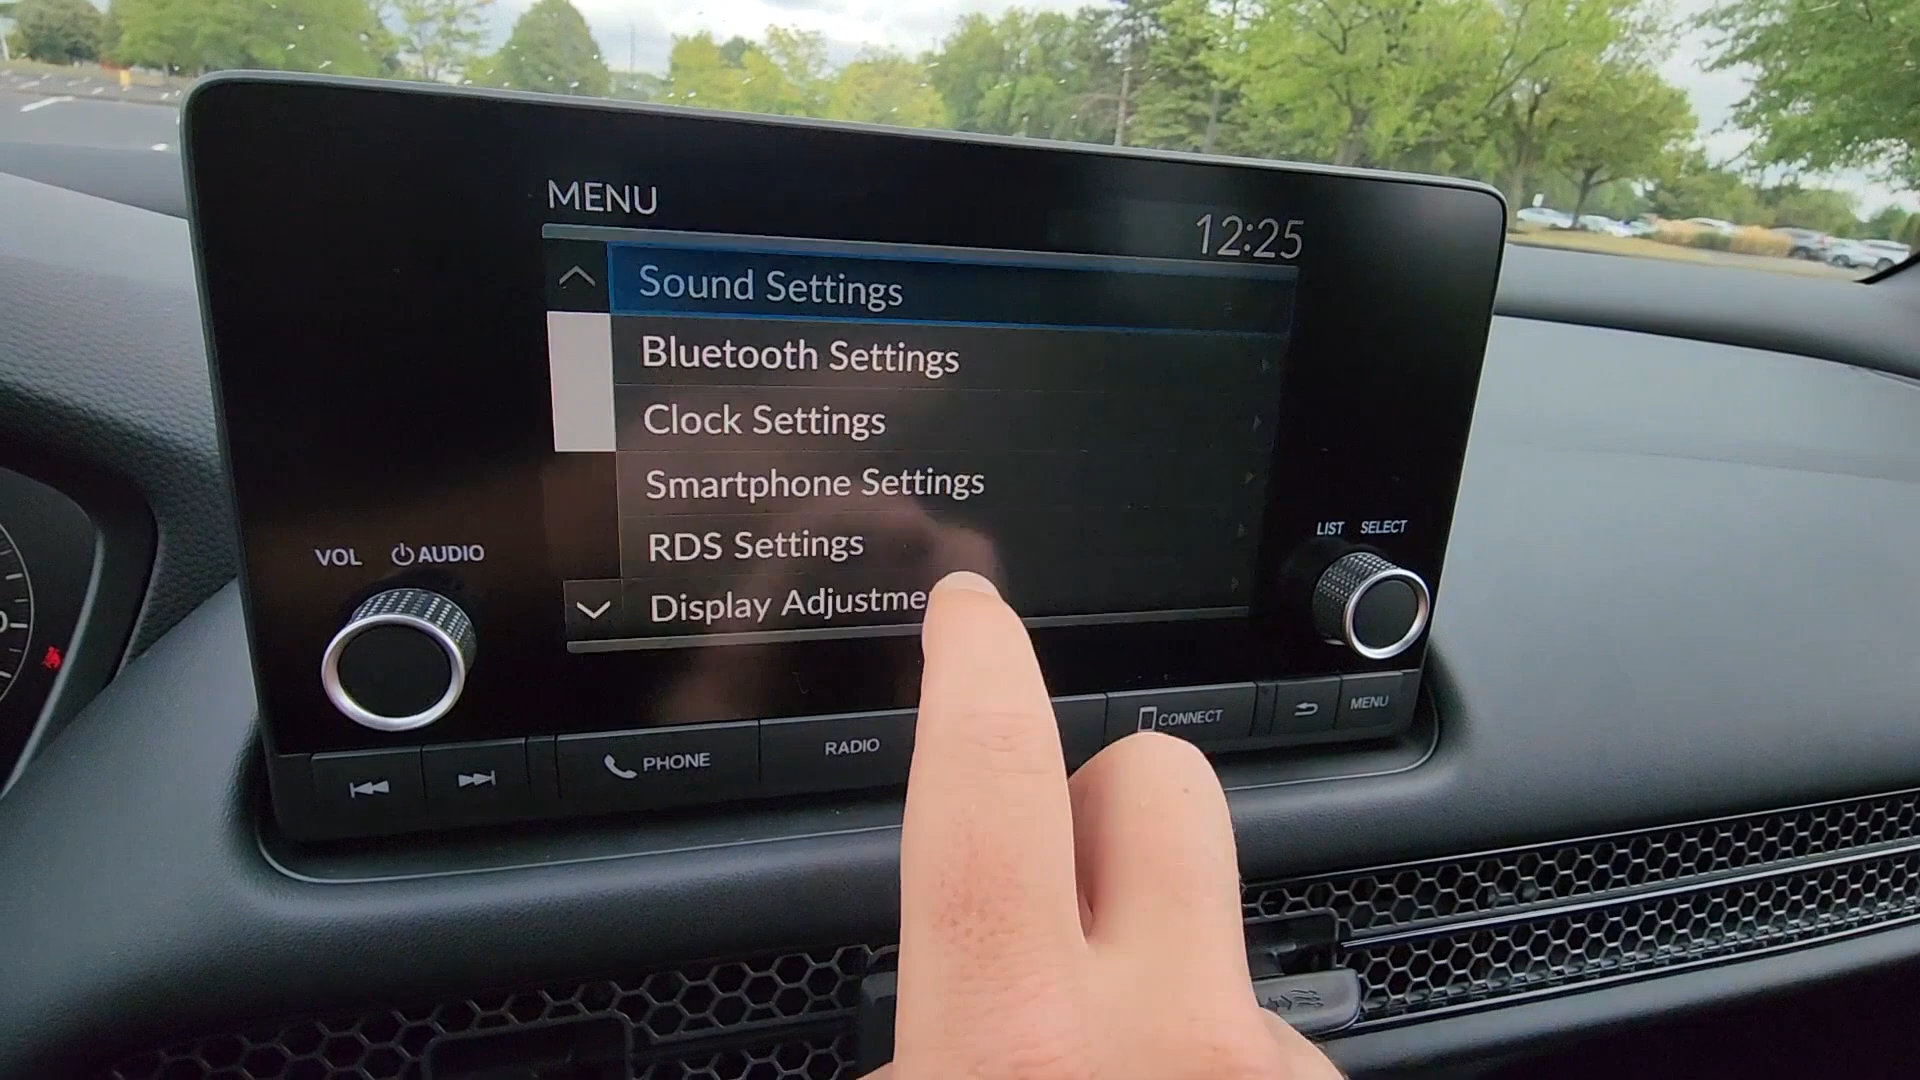 MENU
12:25
Sound Settings
Bluetooth Settings
Clock Settings
Smartphone Settings
RDS Settings
Display Adjustme
VOL AUDIO
LIST SELECT
PHONE
RADIO
CONNECT
MENU